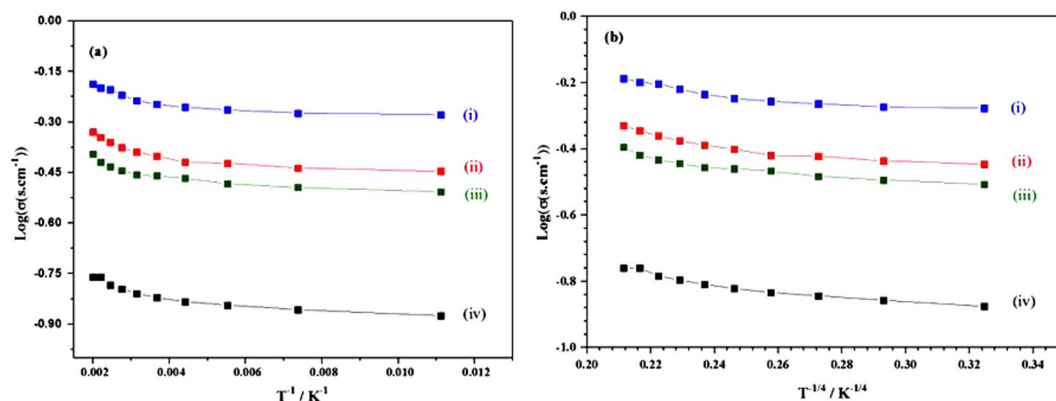 (a)
Log(σ(s.cm⁻¹))
0.00
-0.15
-0.30
-0.45
-0.60
-0.75
-0.90
(i)
(ii)
(iii)
(iv)
0.002 0.004 0.006 0.008 0.010 0.012
T⁻¹ / K⁻¹
(b)
Log(σ(s.cm⁻¹))
0.0
-0.2
-0.4
-0.6
-0.8
-1.0
(i)
(ii)
(iii)
(iv)
0.20 0.22 0.24 0.26 0.28 0.30 0.32 0.34
T⁻¹/⁴ / K⁻¹/⁴